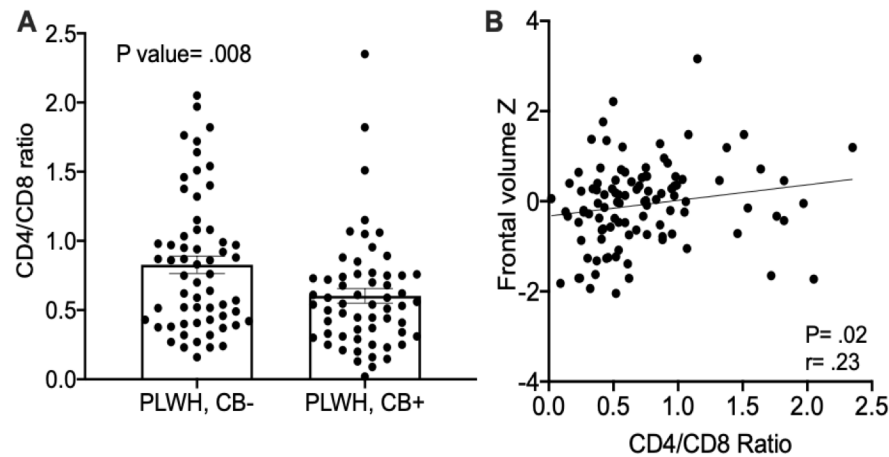 A
P value= .008
CD4/CD8 ratio
2.5
2.0
1.5
1.0
0.5
0.0
PLWH, CB-
PLWH, CB+
B
Frontal volume Z
4
2
0
-2
-4
P= .02
r= .23
0.0 0.5 1.0 1.5 2.0 2.5
CD4/CD8 Ratio